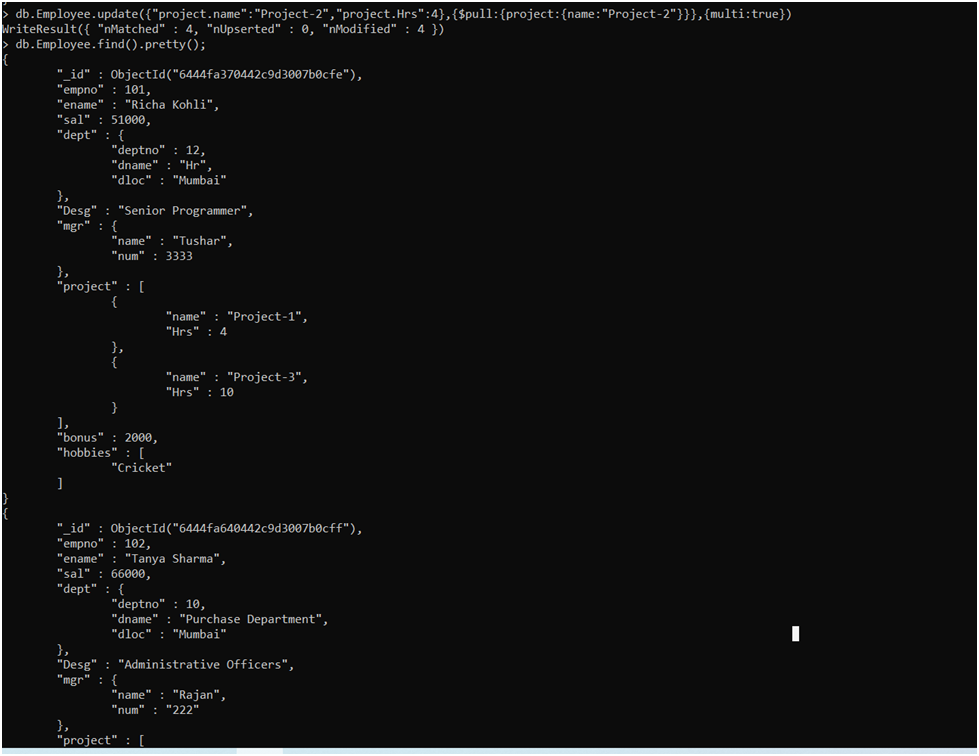 > db.Employee.update({"project.name":"Project-2","project.Hrs":4},{$pull:{project:{name:"Project-2"}}},{multi:true})
WriteResult({ "nMatched" : 4, "nUpserted" : 0, "nModified" : 4 })
> db.Employee.find().pretty();
{
        "_id" : ObjectId("6444fa370442c9d3007b0cfe"),
        "empno" : 101,
        "ename" : "Richa Kohli",
        "sal" : 51000,
        "dept" : {
                "deptno" : 12,
                "dname" : "Hr",
                "dloc" : "Mumbai"
        },
        "Desg" : "Senior Programmer",
        "mgr" : {
                "name" : "Tushar",
                "num" : 3333
        },
        "project" : [
                {
                        "name" : "Project-1",
                        "Hrs" : 4
                },
                {
                        "name" : "Project-3",
                        "Hrs" : 10
                }
        ],
        "bonus" : 2000,
        "hobbies" : [
                "Cricket"
        ]
}
{
        "_id" : ObjectId("6444fa640442c9d3007b0cff"),
        "empno" : 102,
        "ename" : "Tanya Sharma",
        "sal" : 66000,
        "dept" : {
                "deptno" : 10,
                "dname" : "Purchase Department",
                "dloc" : "Mumbai"
        },
        "Desg" : "Administrative Officers",
        "mgr" : {
                "name" : "Rajan",
                "num" : "222"
        },
        "project" : [